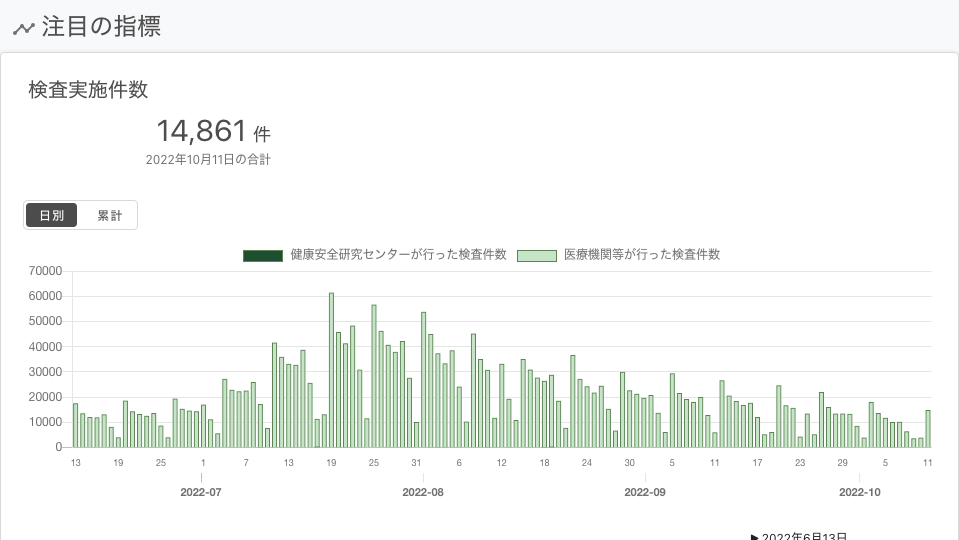 注目の指標
検査実施件数
14,861 件
2022年10月11日の合計
日別 累計
健康安全研究センターが行った検査件数 医療機関等が行った検査件数
70000
60000
50000
40000
30000
20000
10000
0
13 19 25 1 7 13 19 25 31 6 12 18 24 30 5 11 17 23 29 5 11
2022-07 2022-08 2022-09 2022-10
▶ 2022年6月13日